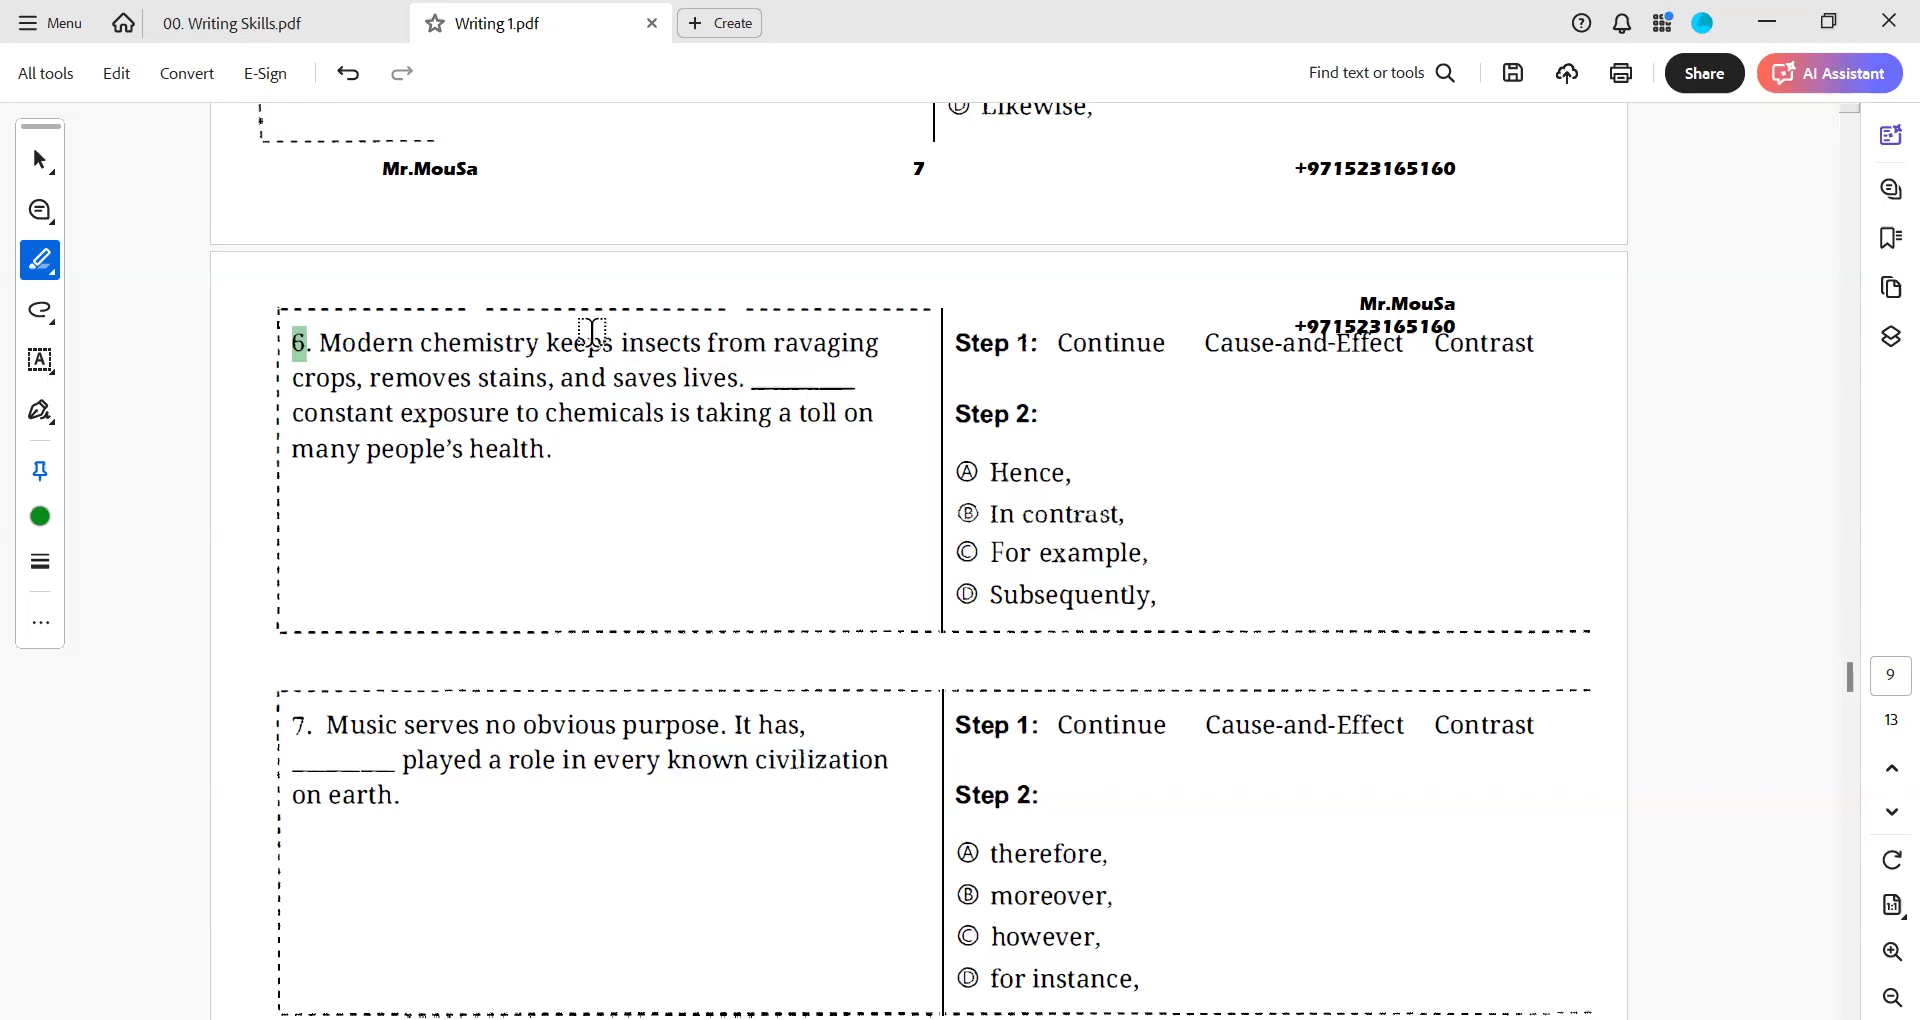 Menu
00. Writing Skills.pdf
Writing 1.pdf
Create
All tools
Edit
Convert
E-Sign
Find text or tools
Share
AI Assistant
Ⓓ Likewise,
Mr.MouSa
7
+971523165160
Mr.MouSa
+971523165160
6. Modern chemistry keeps insects from ravaging
crops, removes stains, and saves lives. ________
constant exposure to chemicals is taking a toll on
many people’s health.
Step 1: Continue Cause-and-Effect Contrast
Step 2:
Ⓐ Hence,
Ⓑ In contrast,
Ⓒ For example,
Ⓓ Subsequently,
7. Music serves no obvious purpose. It has,
________ played a role in every known civilization
on earth.
Step 1: Continue Cause-and-Effect Contrast
Step 2:
Ⓐ therefore,
Ⓑ moreover,
Ⓒ however,
Ⓓ for instance,
9
13
1:1